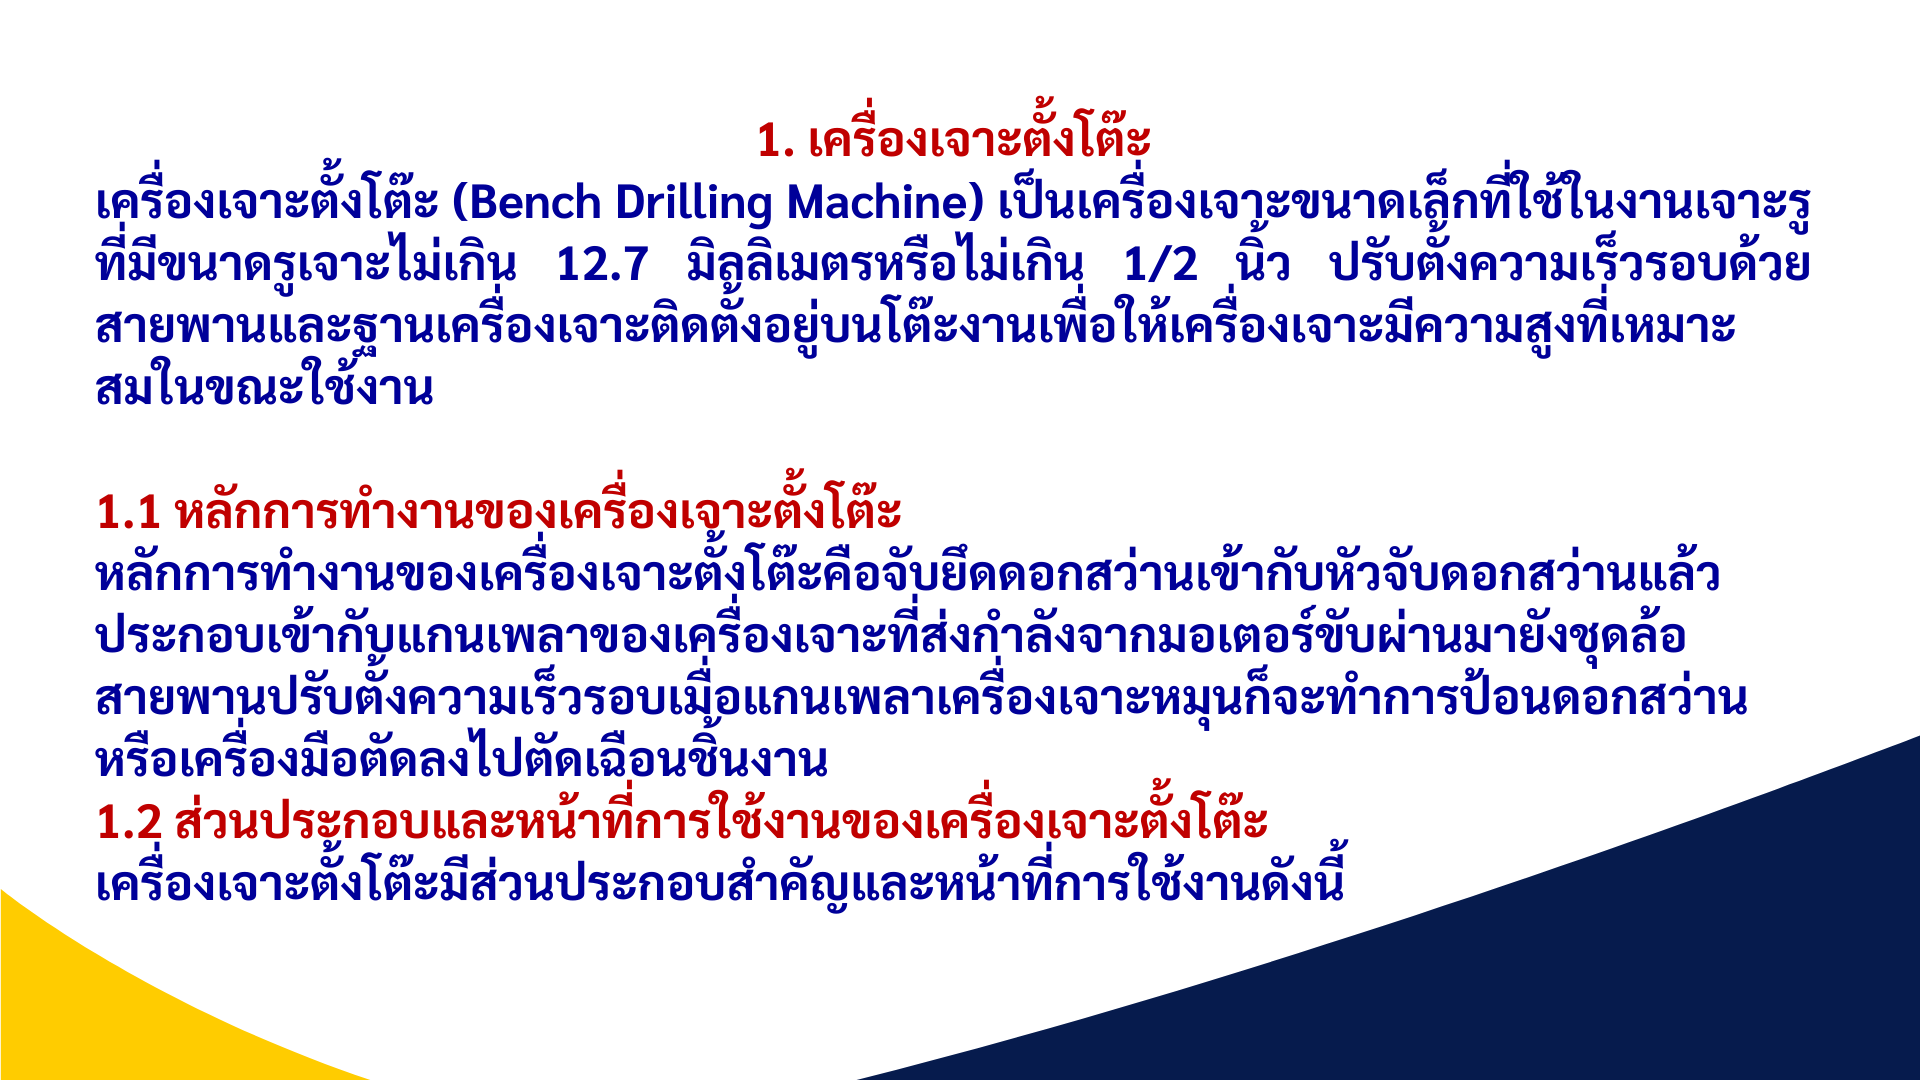 1. เครื่องเจาะตั้งโต๊ะ
เครื่องเจาะตั้งโต๊ะ (Bench Drilling Machine) เป็นเครื่องเจาะขนาดเล็กที่ใช้ในงานเจาะรู
ที่มีขนาดรูเจาะไม่เกิน 12.7 มิลลิเมตรหรือไม่เกิน 1/2 นิ้ว ปรับตั้งความเร็วรอบด้วย
สายพานและฐานเครื่องเจาะติดตั้งอยู่บนโต๊ะงานเพื่อให้เครื่องเจาะมีความสูงที่เหมาะ
สมในขณะใช้งาน
1.1 หลักการทำงานของเครื่องเจาะตั้งโต๊ะ
หลักการทำงานของเครื่องเจาะตั้งโต๊ะคือจับยึดดอกสว่านเข้ากับหัวจับดอกสว่านแล้ว
ประกอบเข้ากับแกนเพลาของเครื่องเจาะที่ส่งกำลังจากมอเตอร์ขับผ่านมายังชุดล้อ
สายพานปรับตั้งความเร็วรอบเมื่อแกนเพลาเครื่องเจาะหมุนก็จะทำการป้อนดอกสว่าน
หรือเครื่องมือตัดลงไปตัดเฉือนชิ้นงาน
1.2 ส่วนประกอบและหน้าที่การใช้งานของเครื่องเจาะตั้งโต๊ะ
เครื่องเจาะตั้งโต๊ะมีส่วนประกอบสำคัญและหน้าที่การใช้งานดังนี้